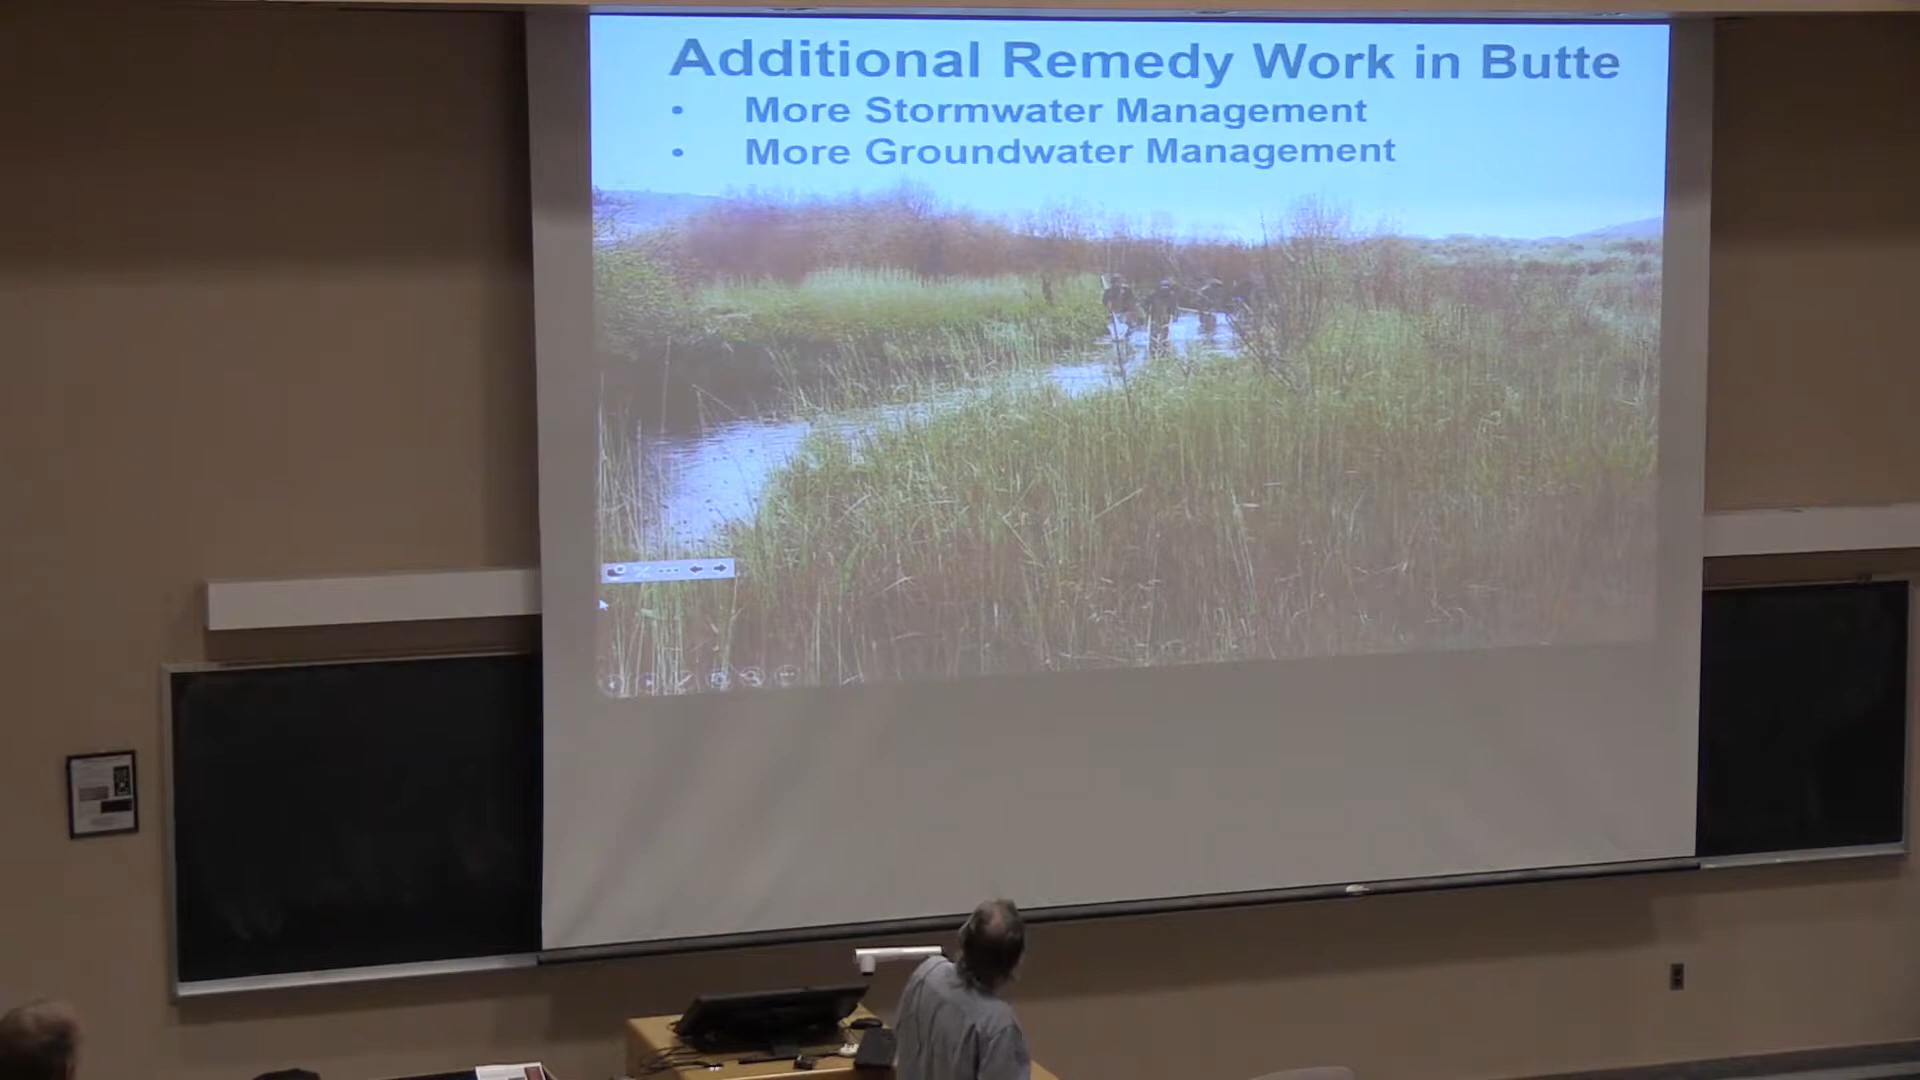 Additional Remedy Work in Butte
• More Stormwater Management
• More Groundwater Management